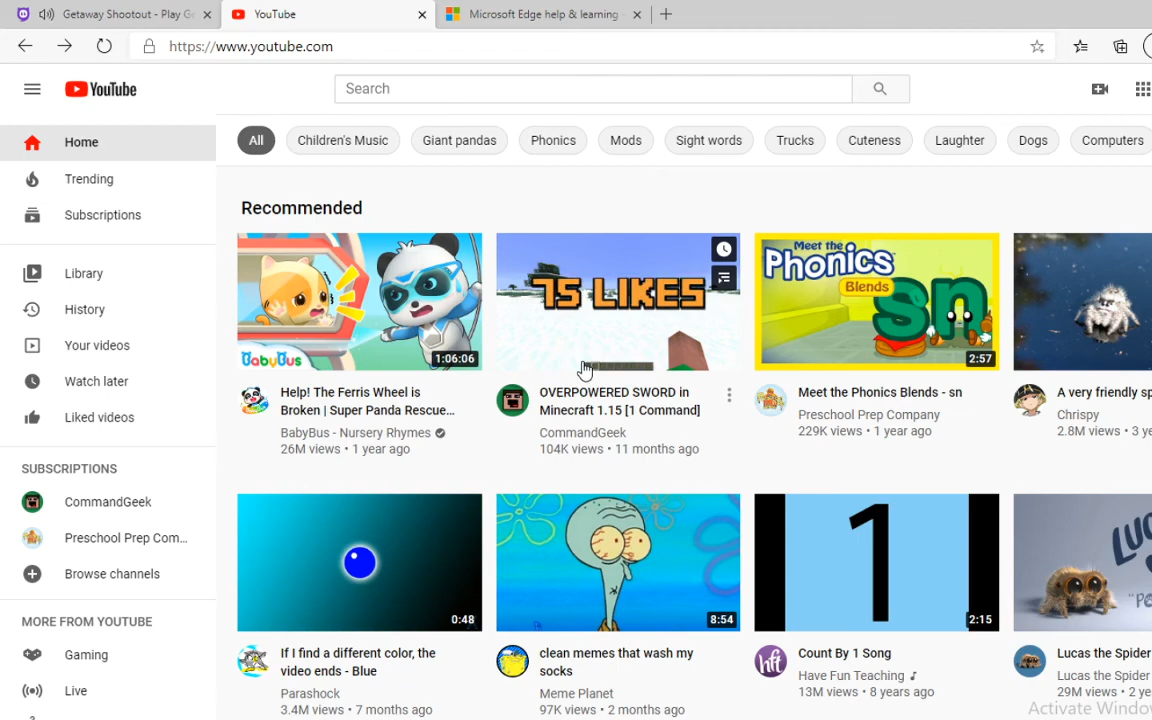 Getaway Shootout - Play Ge
YouTube
Microsoft Edge help & learning -
https://www.youtube.com
YouTube
Search
Home
Trending
Subscriptions
Library
History
Your videos
Watch later
Liked videos
SUBSCRIPTIONS
CommandGeek
Preschool Prep Com...
Browse channels
MORE FROM YOUTUBE
Gaming
Live
All
Children's Music
Giant pandas
Phonics
Mods
Sight words
Trucks
Cuteness
Laughter
Dogs
Computers
Recommended
BabyBus
1:06:06
Help! The Ferris Wheel is
Broken | Super Panda Rescue...
BabyBus - Nursery Rhymes
26M views • 1 year ago
75 LIKES
OVERPOWERED SWORD in
Minecraft 1.15 [1 Command]
CommandGeek
104K views • 11 months ago
Meet the
Phonics
Blends
sn
2:57
Meet the Phonics Blends - sn
Preschool Prep Company
229K views • 1 year ago
A very friendly sp
Chrispy
2.8M views • 3 ye
0:48
If I find a different color, the
video ends - Blue
Parashock
3.4M views • 7 months ago
8:54
clean memes that wash my
socks
Meme Planet
97K views • 2 months ago
1
2:15
hft
Count By 1 Song
Have Fun Teaching
13M views • 8 years ago
LUC
"PO
Lucas the Spider
Lucas the Spider
29M views • 2 ye
Activate Windo